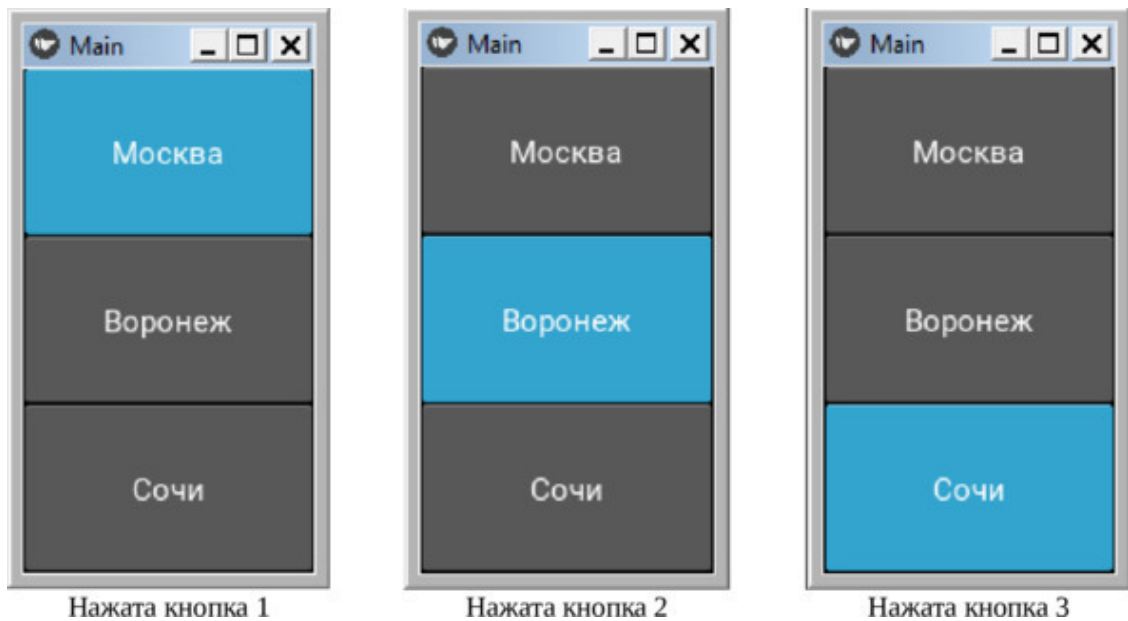 Main
Москва
Воронеж
Сочи
Нажата кнопка 1
Main
Москва
Воронеж
Сочи
Нажата кнопка 2
Main
Москва
Воронеж
Сочи
Нажата кнопка 3